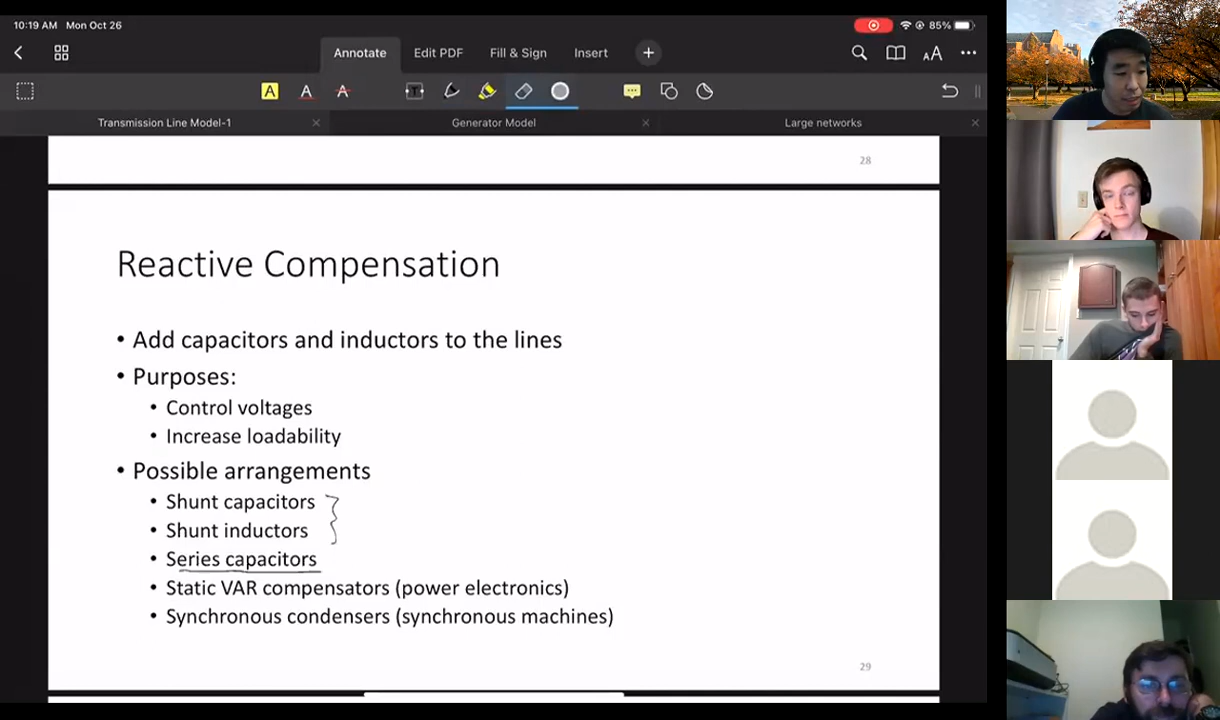 10:19 AM Mon Oct 26
85%
Annotate Edit PDF Fill & Sign Insert
Transmission Line Model-1 Generator Model Large networks
28
Reactive Compensation
• Add capacitors and inductors to the lines
• Purposes:
• Control voltages
• Increase loadability
• Possible arrangements
• Shunt capacitors
• Shunt inductors
• Series capacitors
• Static VAR compensators (power electronics)
• Synchronous condensers (synchronous machines)
29